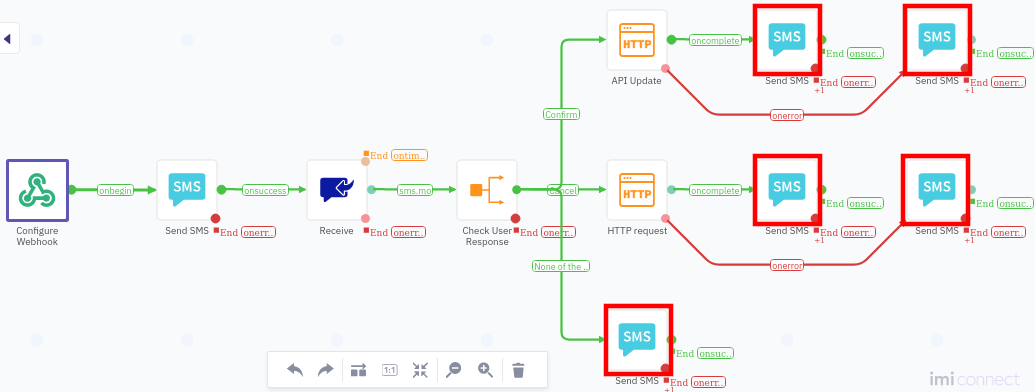 SMS
SMS
HTTP
oncomplete
End onsuc..
End onsuc..
API Update
Send SMS
End onerr..
+1
Send SMS
End onerr..
+1
Confirm
onerror
End ontim..
SMS
SMS
SMS
HTTP
onbegin
onsuccess
sms.mo
Cancel
oncomplete
End onsuc..
End onsuc..
Configure
Webhook
Send SMS
End onerr..
Receive
End onerr..
Check User
Response
End onerr..
HTTP request
Send SMS
End onerr..
+1
Send SMS
End onerr..
+1
None of the ..
onerror
SMS
End onsuc..
1:1
Send SMS
End onerr..
+1
imiconnect